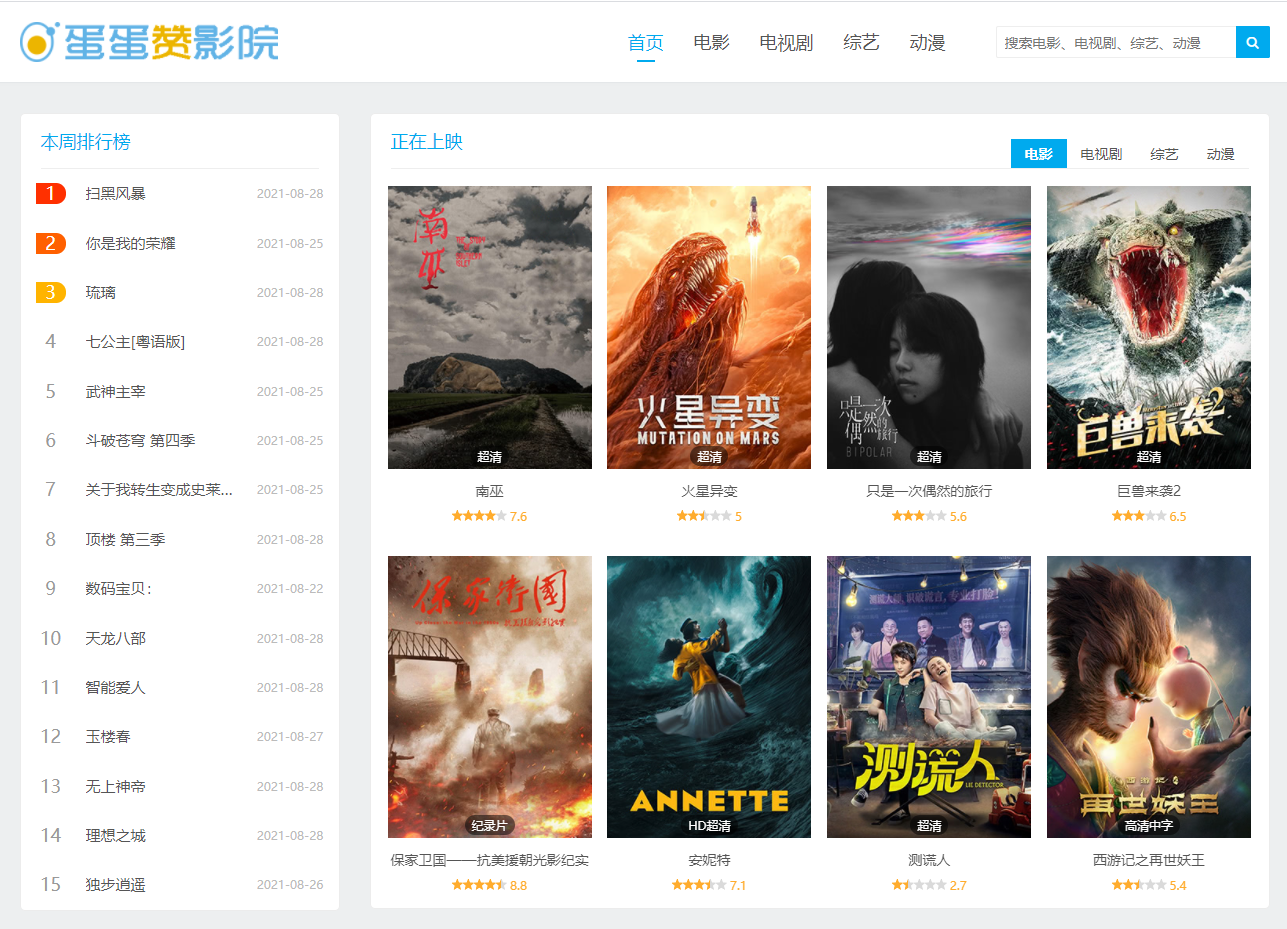 蛋蛋赞影院
首页 电影 电视剧 综艺 动漫
搜索电影、电视剧、综艺、动漫
本周排行榜
1 扫黑风暴 2021-08-28
2 你是我的荣耀 2021-08-25
3 琉璃 2021-08-28
4 七公主[粤语版] 2021-08-28
5 武神主宰 2021-08-25
6 斗破苍穹 第四季 2021-08-25
7 关于我转生变成史莱... 2021-08-25
8 顶楼 第三季 2021-08-28
9 数码宝贝： 2021-08-22
10 天龙八部 2021-08-28
11 智能爱人 2021-08-28
12 玉楼春 2021-08-27
13 无上神帝 2021-08-28
14 理想之城 2021-08-28
15 独步逍遥 2021-08-26
正在上映
电影 电视剧 综艺 动漫
南巫
超清
南巫
7.6
火星异变
MUTATION ON MARS
超清
火星异变
5
只是一次偶然的旅行
BIPOLAR
超清
只是一次偶然的旅行
5.6
巨兽来袭2
超清
巨兽来袭2
6.5
保家衛國
纪录片
保家卫国——抗美援朝光影纪实
8.8
ANNETTE
HD超清
安妮特
7.1
测谎人
LIE DETECTOR
超清
测谎人
2.7
西游记之
再世妖王
高清中字
西游记之再世妖王
5.4